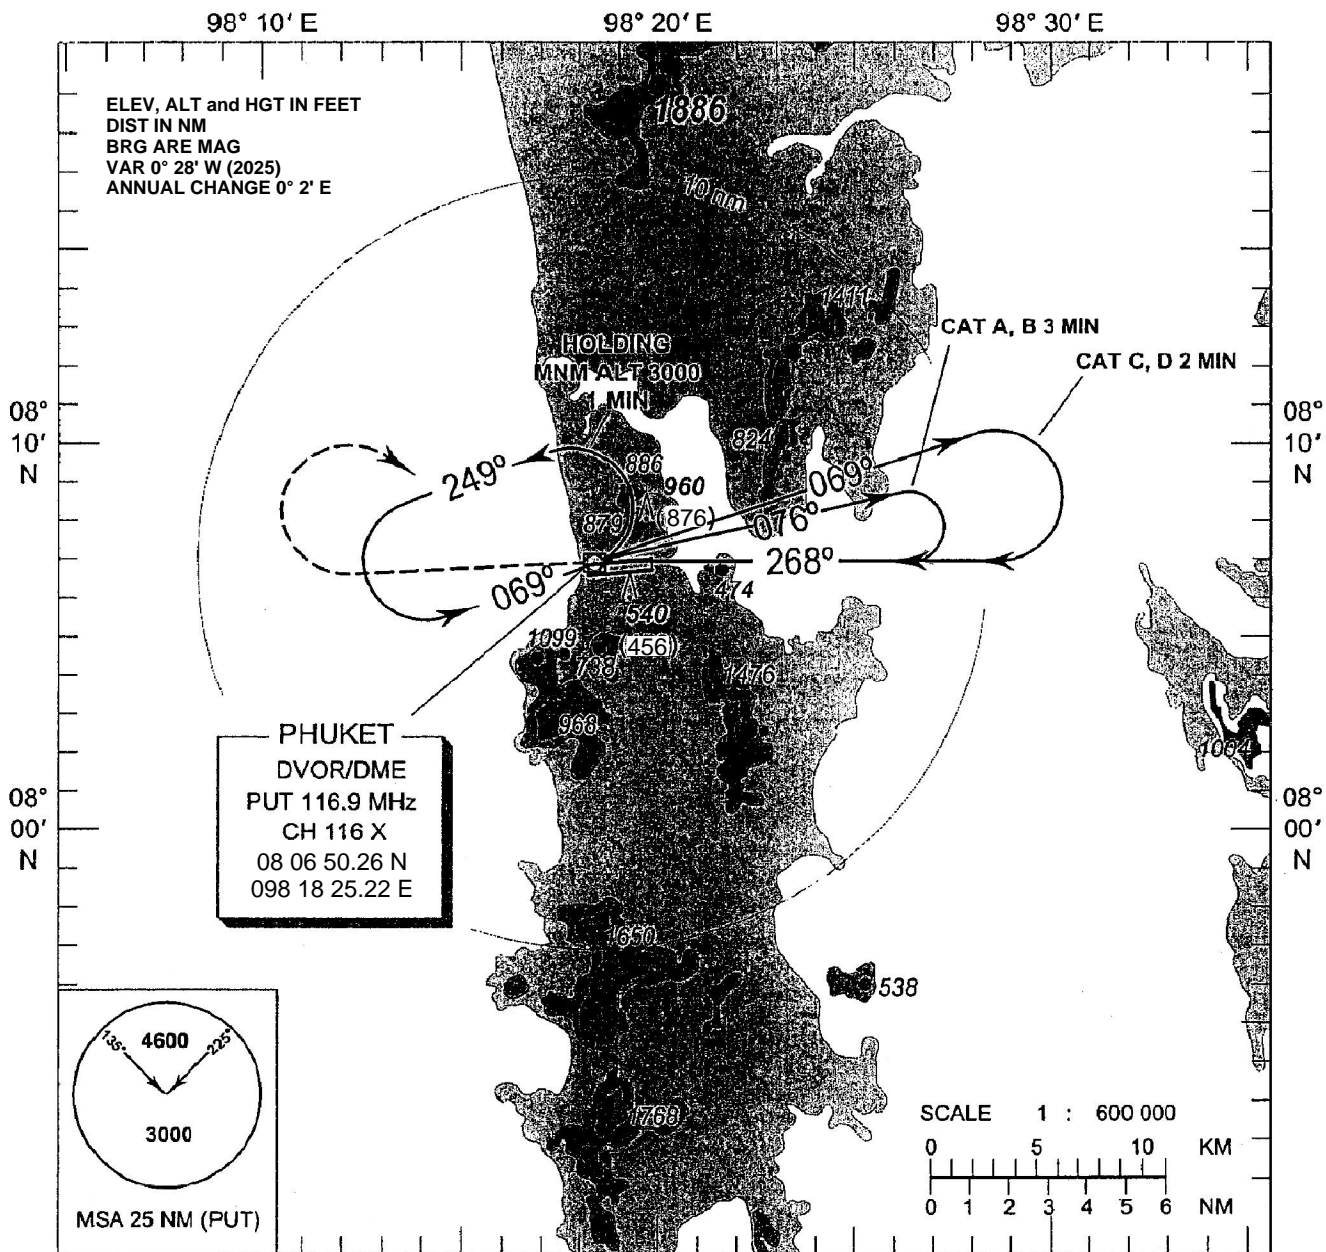 98° 10' E
98° 20' E
98° 30' E
ELEV, ALT and HGT IN FEET
DIST IN NM
BRG ARE MAG
VAR 0° 28' W (2025)
ANNUAL CHANGE 0° 2' E
1886
10 nm
1411
CAT A, B 3 MIN
CAT C, D 2 MIN
HOLDING
MNM ALT 3000
1 MIN
08°
10'
N
08°
10'
N
824
249°
886
960
(876)
879
069°
076°
268°
069°
474
540
(456)
1099
738
1476
968
1004
PHUKET
DVOR/DME
PUT 116.9 MHz
CH 116 X
08 06 50.26 N
098 18 25.22 E
08°
00'
N
08°
00'
N
1650
538
1768
135°
4600
225°
3000
MSA 25 NM (PUT)
SCALE 1 : 600 000
0 5 10 KM
0 1 2 3 4 5 6 NM